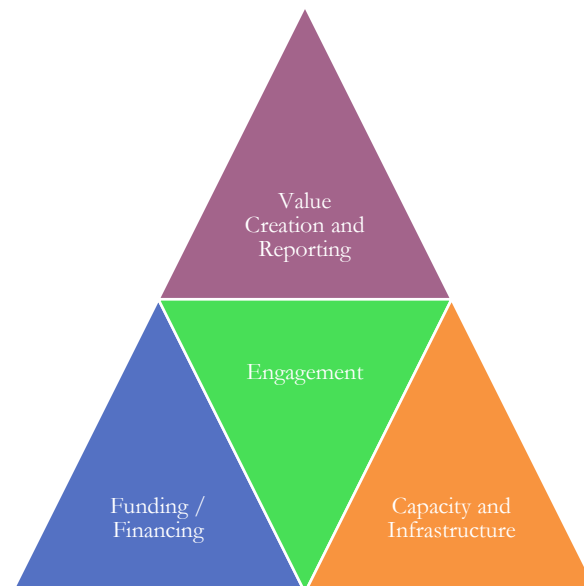 Value
Creation and
Reporting
Engagement
Funding /
Financing
Capacity and
Infrastructure